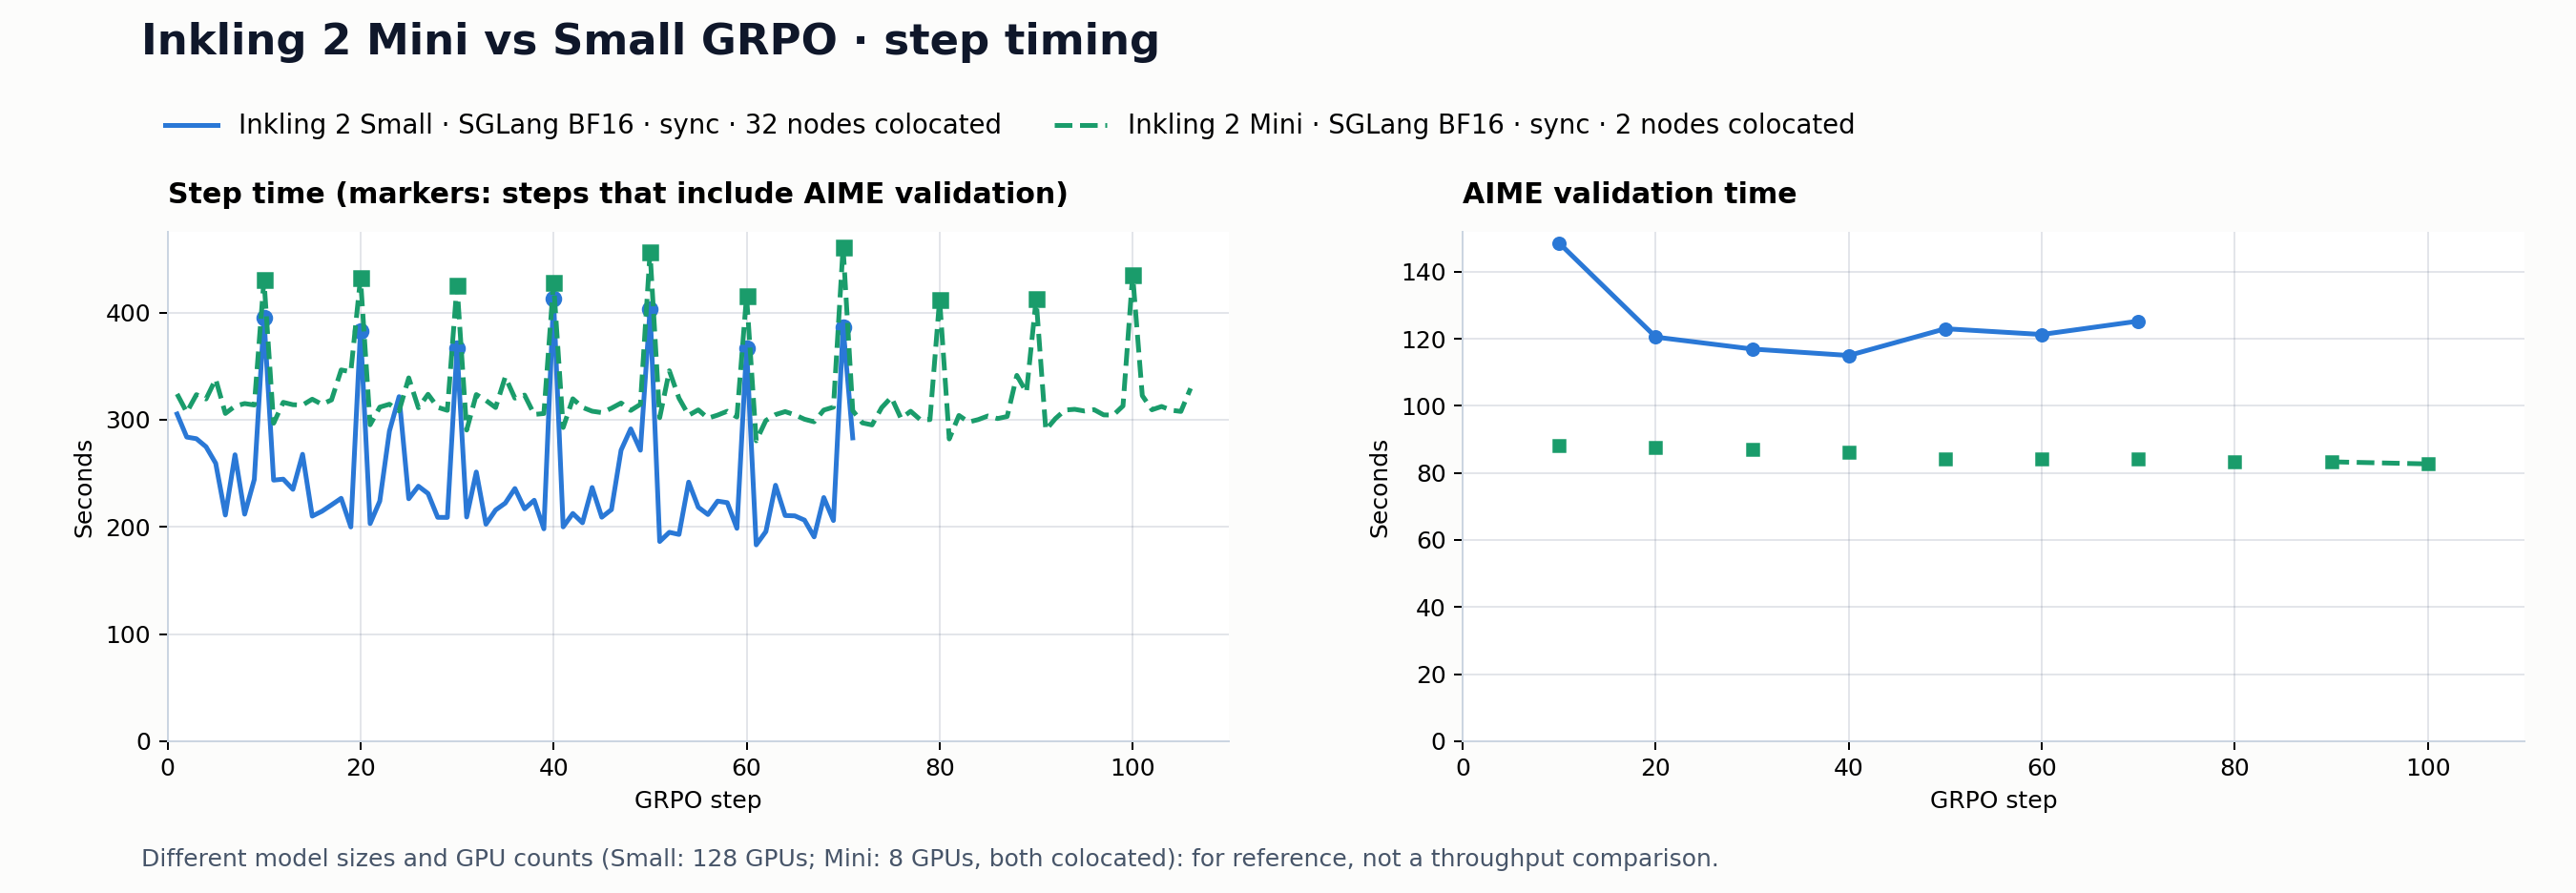 Inkling 2 Mini vs Small GRPO · step timing
Inkling 2 Small · SGLang BF16 · sync · 32 nodes colocated
Inkling 2 Mini · SGLang BF16 · sync · 2 nodes colocated
Step time (markers: steps that include AIME validation)
400
300
200
100
0
Seconds
0 20 40 60 80 100
GRPO step
AIME validation time
140
120
100
80
60
40
20
0
Seconds
0 20 40 60 80 100
GRPO step
Different model sizes and GPU counts (Small: 128 GPUs; Mini: 8 GPUs, both colocated): for reference, not a throughput comparison.